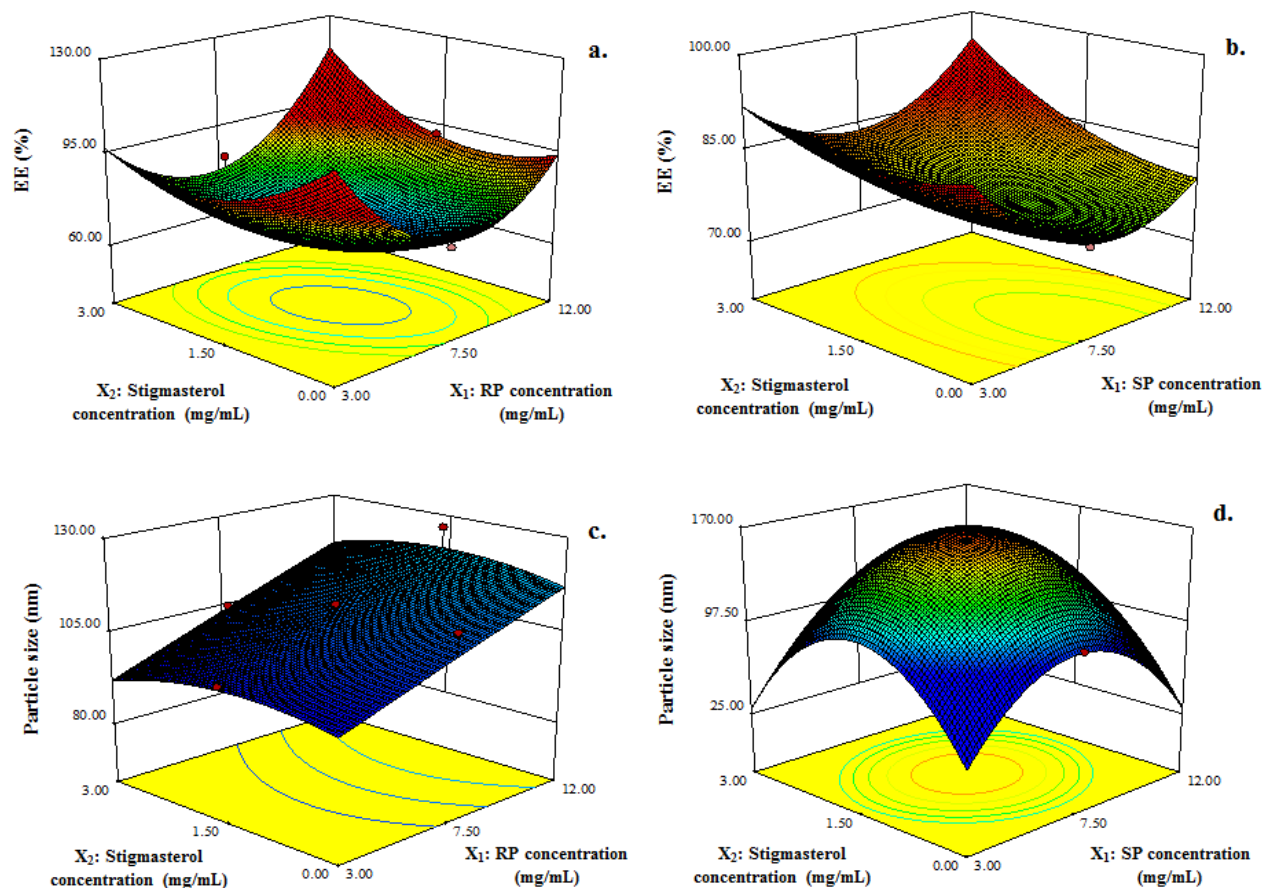 a.
130.00
95.00
60.00
EE (%)
3.00
1.50
0.00
3.00
7.50
12.00
X₂: Stigmasterol
concentration (mg/mL)
X₁: RP concentration
(mg/mL)
b.
100.00
85.00
70.00
EE (%)
3.00
1.50
0.00
3.00
7.50
12.00
X₂: Stigmasterol
concentration (mg/mL)
X₁: SP concentration
(mg/mL)
c.
130.00
105.00
80.00
Particle size (nm)
3.00
1.50
0.00
3.00
7.50
12.00
X₂: Stigmasterol
concentration (mg/mL)
X₁: RP concentration
(mg/mL)
d.
170.00
97.50
25.00
Particle size (nm)
3.00
1.50
0.00
3.00
7.50
12.00
X₂: Stigmasterol
concentration (mg/mL)
X₁: SP concentration
(mg/mL)